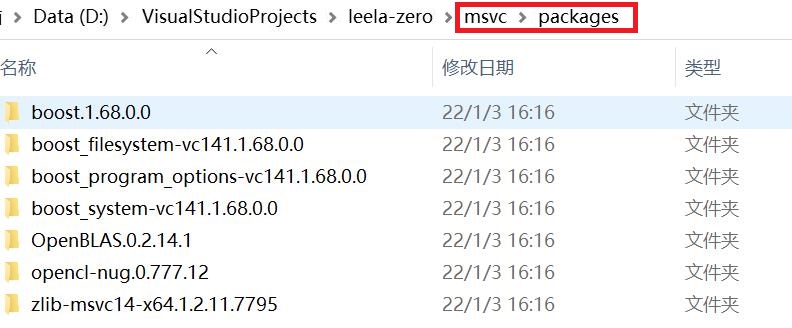 Data (D:) › VisualStudioProjects › leela-zero › msvc › packages
名称 修改日期 类型
boost.1.68.0.0 22/1/3 16:16 文件夹
boost_filesystem-vc141.1.68.0.0 22/1/3 16:16 文件夹
boost_program_options-vc141.1.68.0.0 22/1/3 16:16 文件夹
boost_system-vc141.1.68.0.0 22/1/3 16:16 文件夹
OpenBLAS.0.2.14.1 22/1/3 16:16 文件夹
opencl-nug.0.777.12 22/1/3 16:16 文件夹
zlib-msvc14-x64.1.2.11.7795 22/1/3 16:16 文件夹